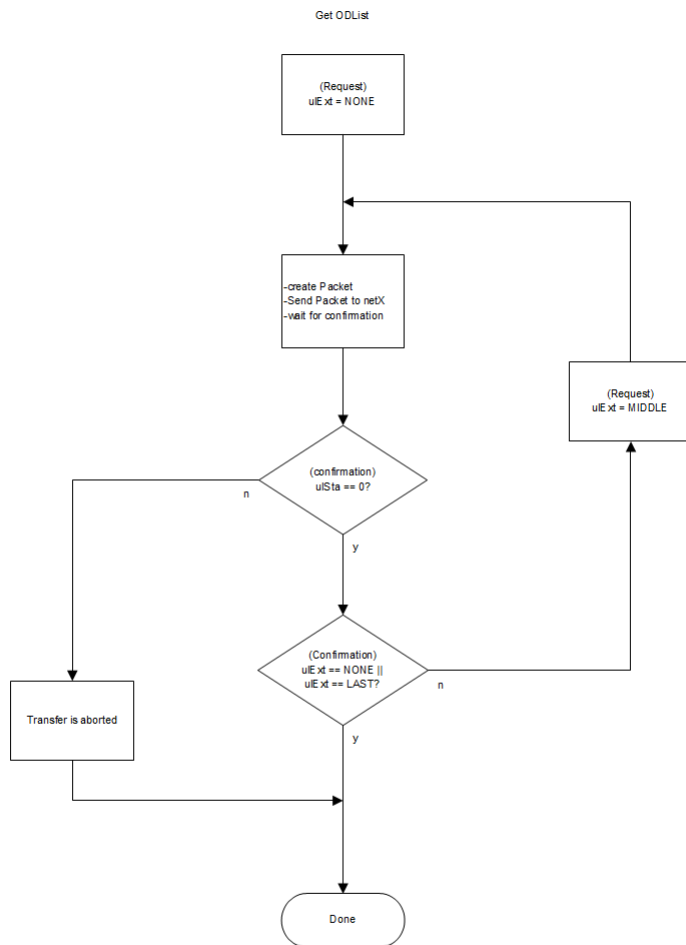 Get ODList
(Request)
ulExt = NONE
-create Packet
-Send Packet to netX
-wait for confirmation
(Request)
ulExt = MIDDLE
(confirmation)
ulSta == 0?
n
y
(Confirmation)
ulExt == NONE ||
ulExt == LAST?
n
Transfer is aborted
y
Done